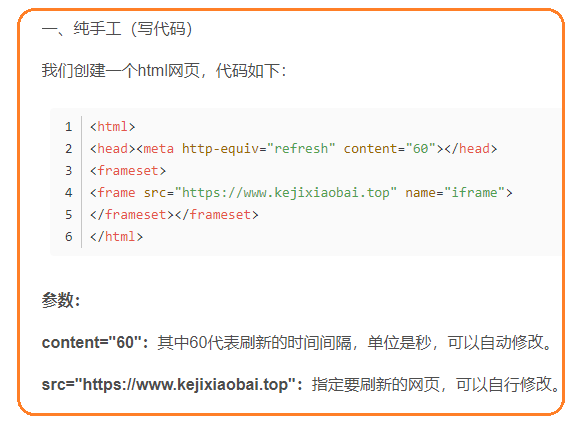 一、纯手工（写代码）
我们创建一个html网页，代码如下：
1 <html>
2 <head><meta http-equiv="refresh" content="60"></head>
3 <frameset>
4 <frame src="https://www.kejixiaobai.top" name="iframe">
5 </frameset></frameset>
6 </html>
参数：
content="60"：其中60代表刷新的时间间隔，单位是秒，可以自动修改。
src="https://www.kejixiaobai.top"：指定要刷新的网页，可以自行修改。